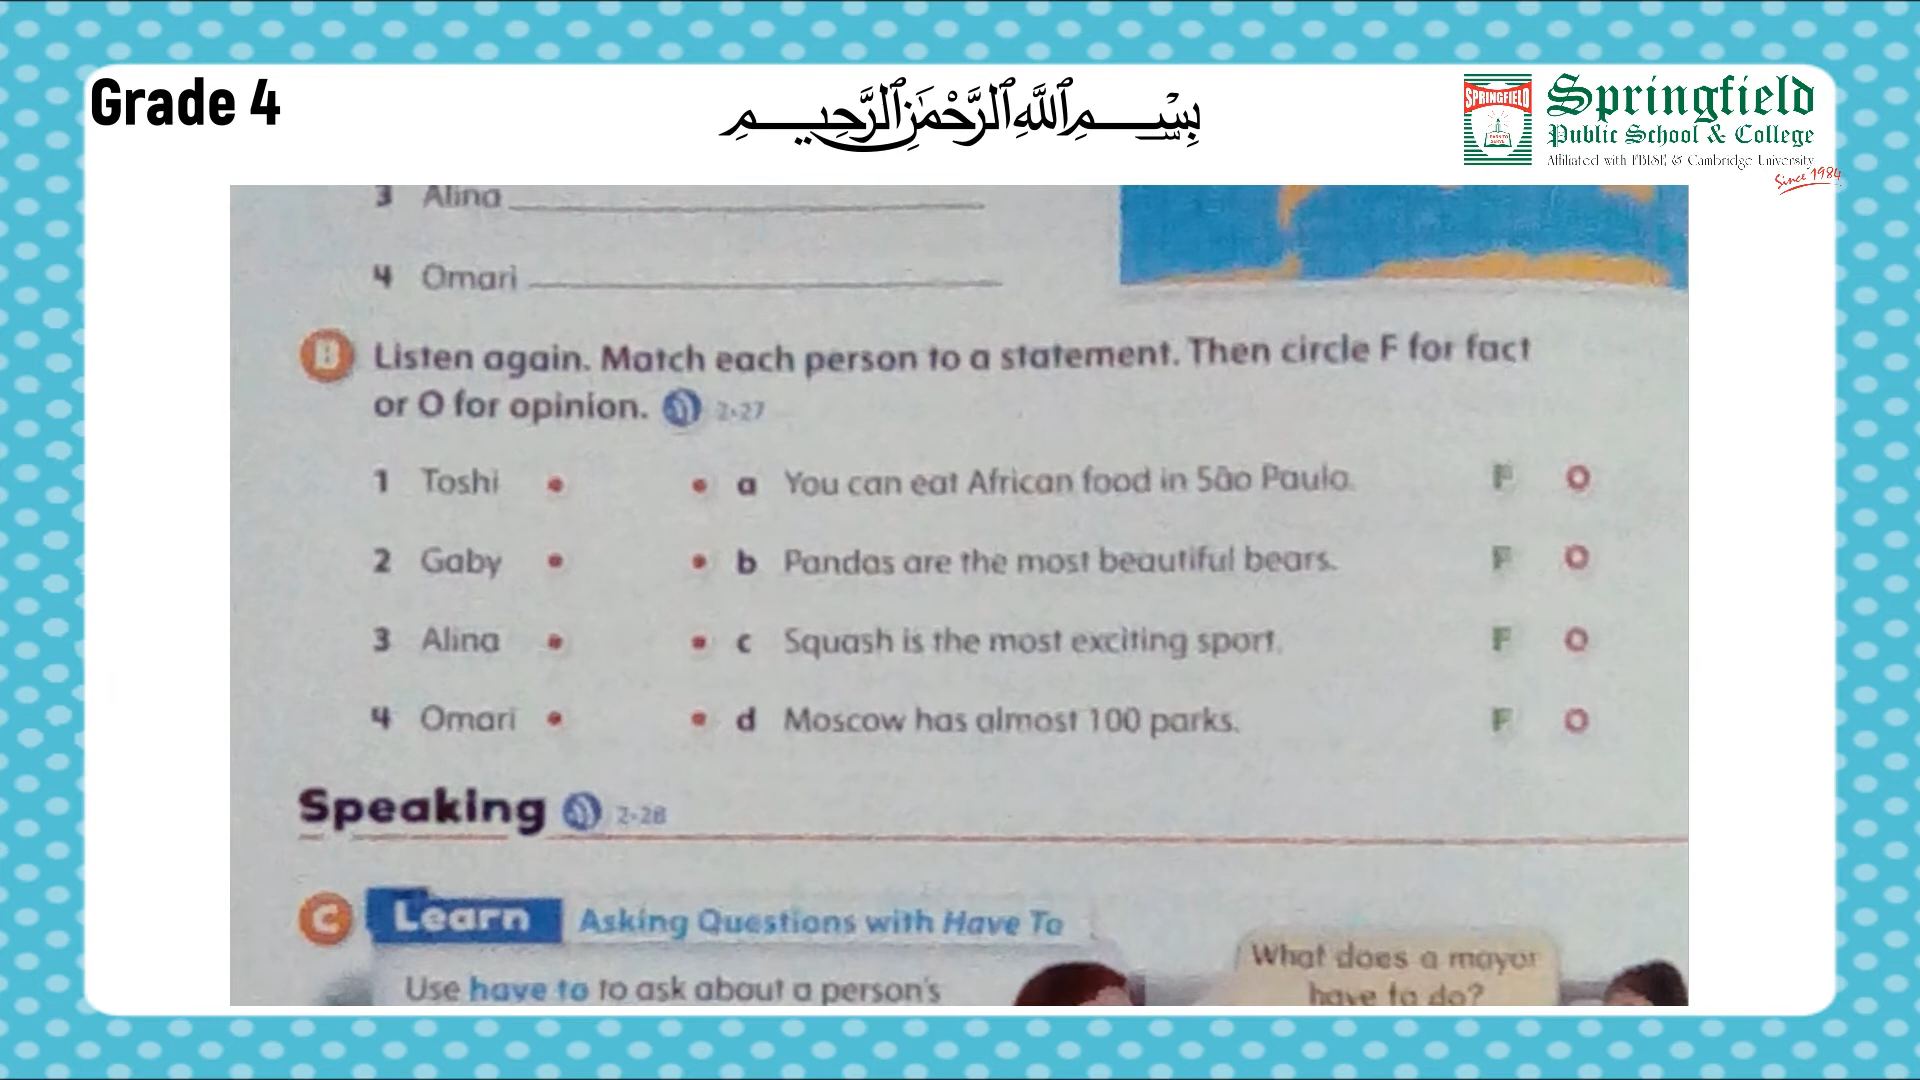 Grade 4
بِسْمِ ٱللَّهِ ٱلرَّحْمَٰنِ ٱلرَّحِيمِ
SPRINGFIELD
Springfield
Public School & College
Affiliated with FBISE & Cambridge University
Since 1984
3 Alina
4 Omari
B Listen again. Match each person to a statement. Then circle F for fact
or O for opinion. 2·27
1 Toshi • • a You can eat African food in São Paulo. F O
2 Gaby • • b Pandas are the most beautiful bears. F O
3 Alina • • c Squash is the most exciting sport. F O
4 Omari • • d Moscow has almost 100 parks. F O
Speaking 2·28
C Learn Asking Questions with Have To
Use have to to ask about a person's
What does a mayor
have to do?